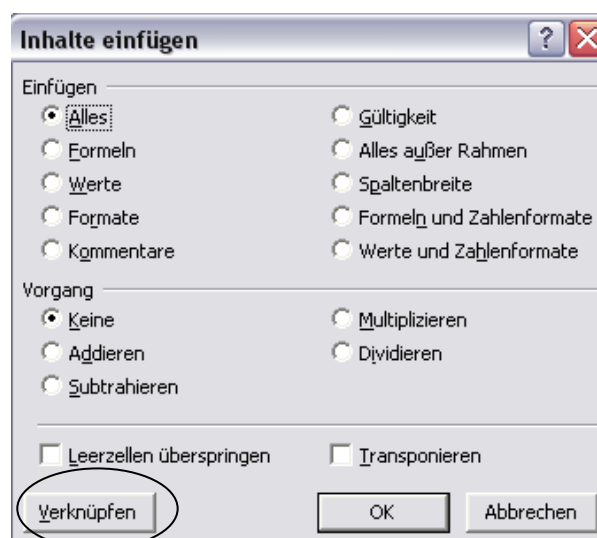 Inhalte einfügen
Einfügen
Alles
Gültigkeit
Formeln
Alles außer Rahmen
Werte
Spaltenbreite
Formate
Formeln und Zahlenformate
Kommentare
Werte und Zahlenformate
Vorgang
Keine
Multiplizieren
Addieren
Dividieren
Subtrahieren
Leerzellen überspringen
Transponieren
Verknüpfen
OK
Abbrechen